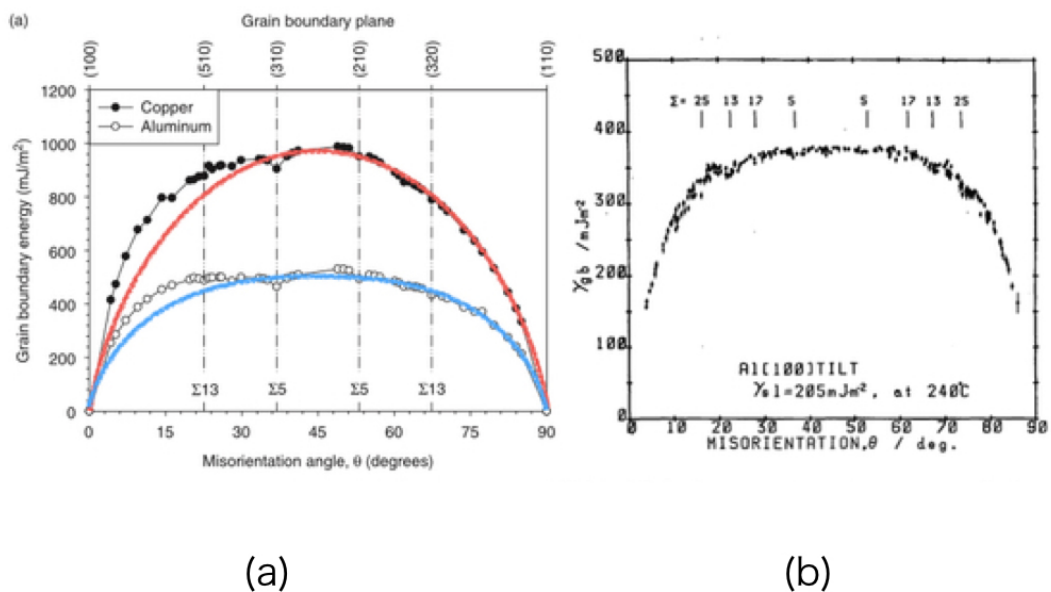 (a)
Grain boundary plane
(100) (510) (310) (210) (320) (110)
Copper
Aluminum
Grain boundary energy (mJ/m²)
1200
1000
800
600
400
200
0
Σ13 Σ5 Σ5 Σ13
0 15 30 45 60 75 90
Misorientation angle, θ (degrees)
(a)
500
400
300
200
100
0
γgb /mJm⁻²
Σ= 25 13 17 5 5 17 13 25
Al[100]TILT
γsl=205mJm⁻², at 240°C
0 10 20 30 40 50 60 70 80 90
MISORIENTATION,θ / deg.
(b)